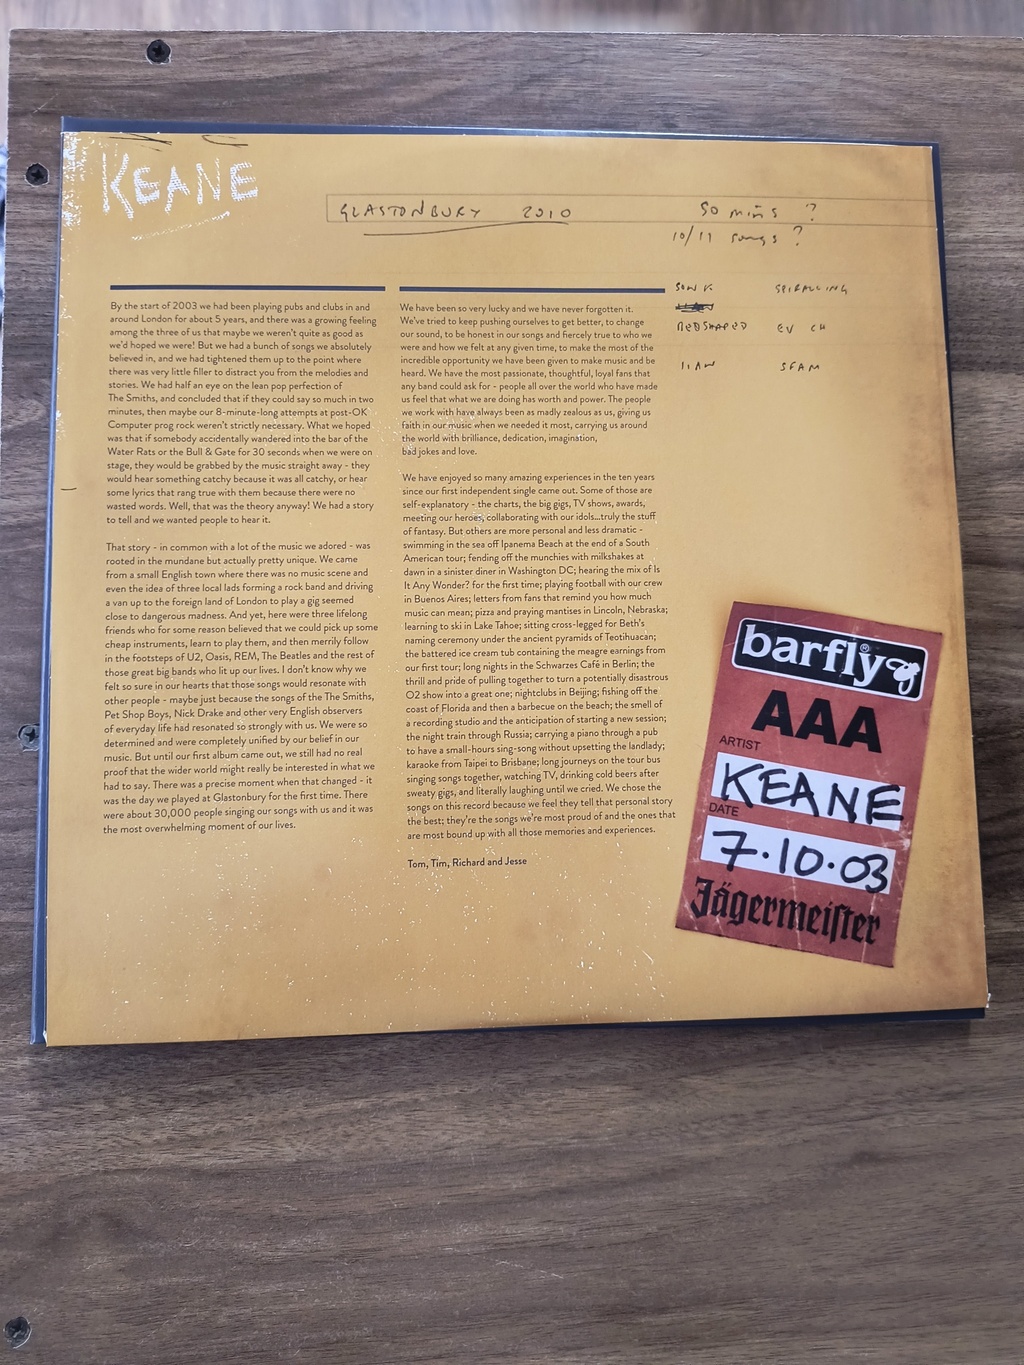 KEANE
GLASTONBURY 2010
50 mins ?
10/11 songs ?
SPIRALLING
BEDSHAPED EV CH
SFAM
By the start of 2003 we had been playing pubs and clubs in and
around London for about 5 years, and there was a growing feeling
among the three of us that maybe we weren't quite as good as
we'd hoped we were! But we had a bunch of songs we absolutely
believed in, and we had tightened them up to the point where
there was very little filler to distract you from the melodies and
stories. We had half an eye on the lean pop perfection of
The Smiths, and concluded that if they could say so much in two
minutes, then maybe our 8-minute-long attempts at post-OK
Computer prog rock weren't strictly necessary. What we hoped
was that if somebody accidentally wandered into the bar of the
Water Rats or the Bull & Gate for 30 seconds when we were on
stage, they would be grabbed by the music straight away - they
would hear something catchy because it was all catchy, or hear
some lyrics that rang true with them because there were no
wasted words. Well, that was the theory anyway! We had a story
to tell and we wanted people to hear it.
That story - in common with a lot of the music we adored - was
rooted in the mundane but actually pretty unique. We came
from a small English town where there was no music scene and
even the idea of three local lads forming a rock band and driving
a van up to the foreign land of London to play a gig seemed
close to dangerous madness. And yet, here were three lifelong
friends who for some reason believed that we could pick up some
cheap instruments, learn to play them, and then merrily follow
in the footsteps of U2, Oasis, REM, The Beatles and the rest of
those great big bands who lit up our lives. I don't know why we
felt so sure in our hearts that those songs would resonate with
other people - maybe just because the songs of the The Smiths,
Pet Shop Boys, Nick Drake and other very English observers
of everyday life had resonated so strongly with us. We were so
determined and were completely unified by our belief in our
music. But until our first album came out, we still had no real
proof that the wider world might really be interested in what we
had to say. There was a precise moment when that changed - it
was the day we played at Glastonbury for the first time. There
were about 30,000 people singing our songs with us and it was
the most overwhelming moment of our lives.
We have been so very lucky and we have never forgotten it.
We've tried to keep pushing ourselves to get better, to change
our sound, to be honest in our songs and fiercely true to who we
were and how we felt at any given time, to make the most of the
incredible opportunity we have been given to make music and be
heard. We have the most passionate, thoughtful, loyal fans that
any band could ask for - people all over the world who have made
us feel that what we are doing has worth and power. The people
we work with have always been as madly zealous as us, giving us
faith in our music when we needed it most, carrying us around
the world with brilliance, dedication, imagination,
bad jokes and love.
We have enjoyed so many amazing experiences in the ten years
since our first independent single came out. Some of those are
self-explanatory - the charts, the big gigs, TV shows, awards,
meeting our heroes, collaborating with our idols...truly the stuff
of fantasy. But others are more personal and less dramatic -
swimming in the sea off Ipanema Beach at the end of a South
American tour; fending off the munchies with milkshakes at
dawn in a sinister diner in Washington DC; hearing the mix of Is
It Any Wonder? for the first time; playing football with our crew
in Buenos Aires; letters from fans that remind you how much
music can mean; pizza and praying mantises in Lincoln, Nebraska;
learning to ski in Lake Tahoe; sitting cross-legged for Beth's
naming ceremony under the ancient pyramids of Teotihuacan;
the battered ice cream tub containing the meagre earnings from
our first tour; long nights in the Schwarzes Café in Berlin; the
thrill and pride of pulling together to turn a potentially disastrous
O2 show into a great one; nightclubs in Beijing; fishing off the
coast of Florida and then a barbecue on the beach; the smell of
a recording studio and the anticipation of starting a new session;
the night train through Russia; carrying a piano through a pub
to have a small-hours sing-song without upsetting the landlady;
karaoke from Taipei to Brisbane; long journeys on the tour bus
singing songs together, watching TV, drinking cold beers after
sweaty gigs, and literally laughing until we cried. We chose the
songs on this record because we feel they tell that personal story
the best; they're the songs we're most proud of and the ones that
are most bound up with all those memories and experiences.
Tom, Tim, Richard and Jesse
barfly
AAA
ARTIST
KEANE
DATE
7.10.03
Jägermeister